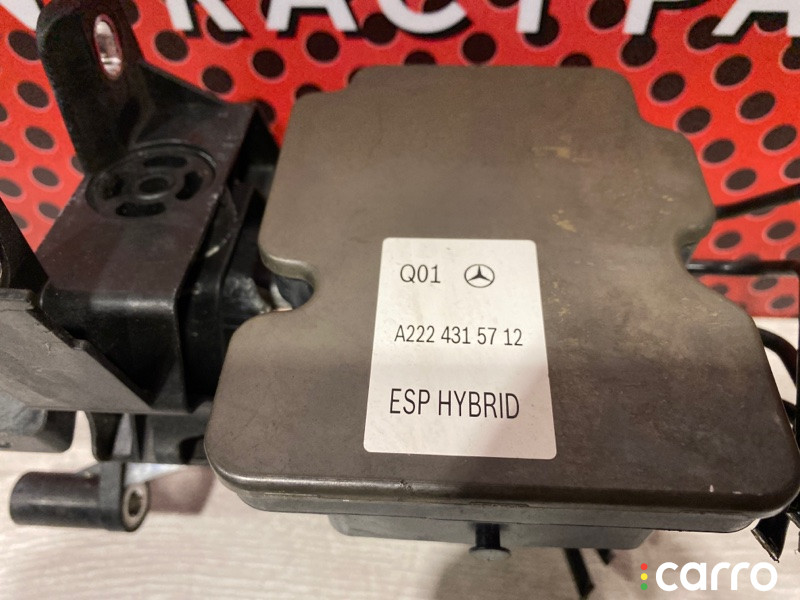 Q01
A222 431 57 12
ESP HYBRID
carro